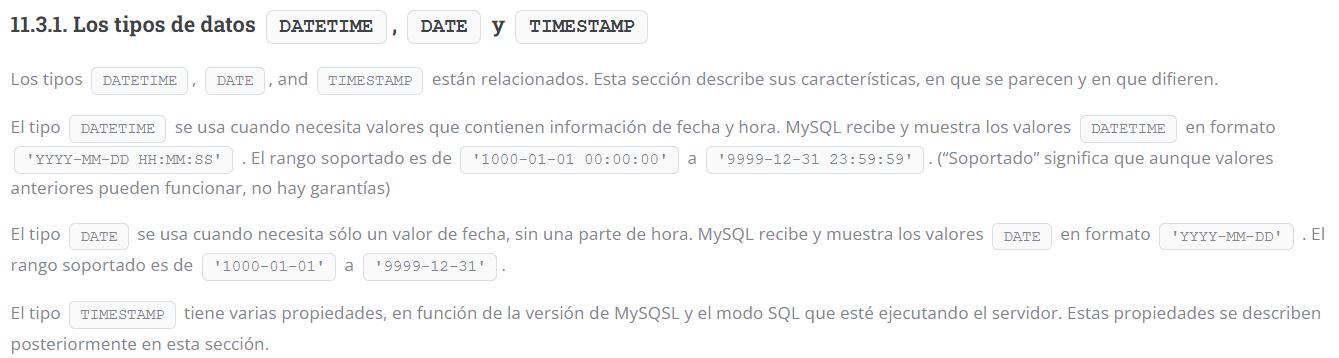 11.3.1. Los tipos de datos DATETIME, DATE y TIMESTAMP
Los tipos DATETIME, DATE, and TIMESTAMP están relacionados. Esta sección describe sus características, en que se parecen y en que difieren.
El tipo DATETIME se usa cuando necesita valores que contienen información de fecha y hora. MySQL recibe y muestra los valores DATETIME en formato
'YYYY-MM-DD HH:MM:SS' . El rango soportado es de '1000-01-01 00:00:00' a '9999-12-31 23:59:59' . (“Soportado” significa que aunque valores
anteriores pueden funcionar, no hay garantías)
El tipo DATE se usa cuando necesita sólo un valor de fecha, sin una parte de hora. MySQL recibe y muestra los valores DATE en formato 'YYYY-MM-DD' . El
rango soportado es de '1000-01-01' a '9999-12-31' .
El tipo TIMESTAMP tiene varias propiedades, en función de la versión de MySQSL y el modo SQL que esté ejecutando el servidor. Estas propiedades se describen
posteriormente en esta sección.